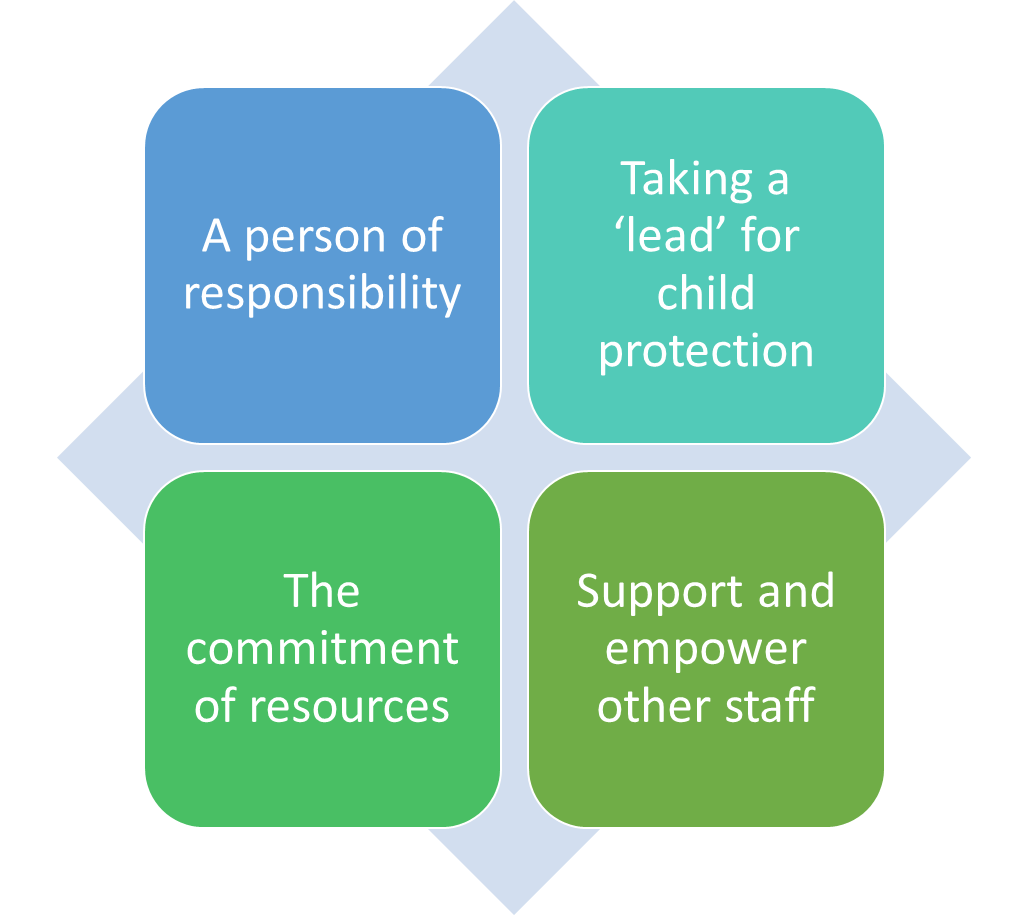 A person of
responsibility
Taking a
‘lead’ for
child
protection
The
commitment
of resources
Support and
empower
other staff